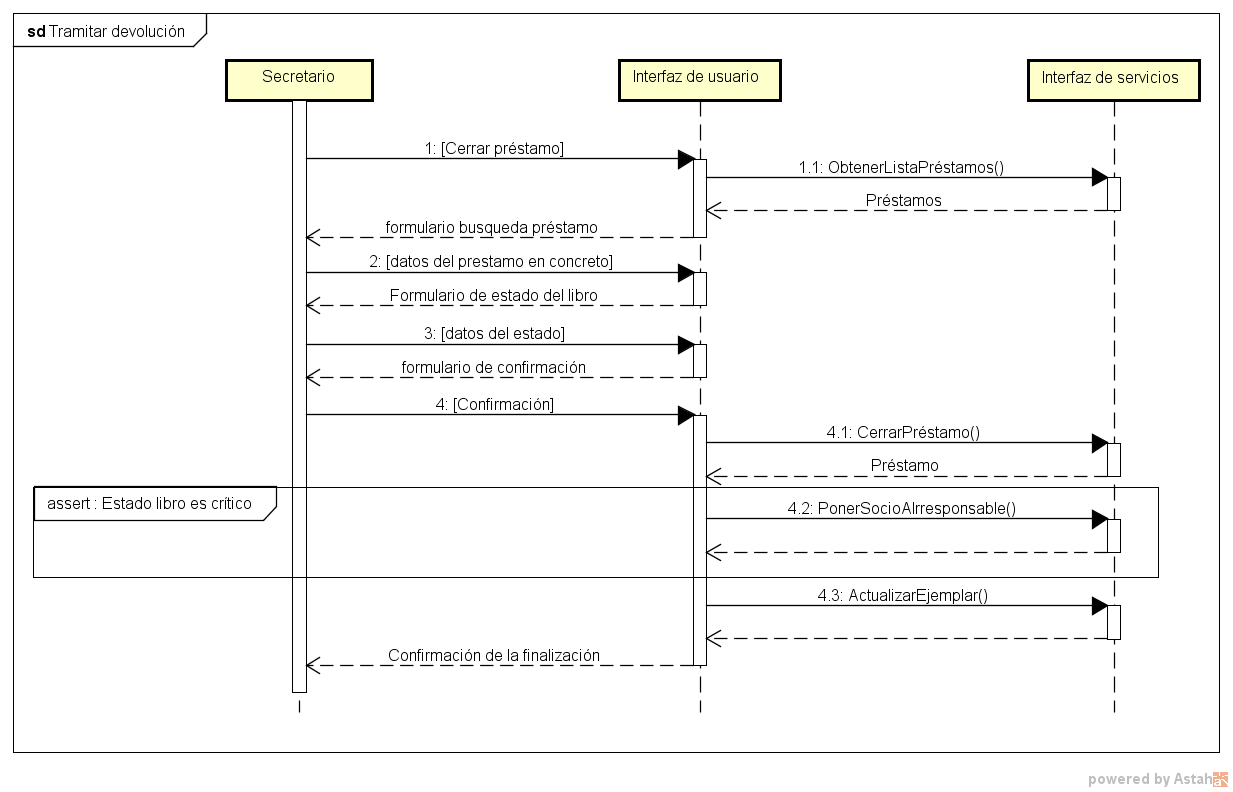 sd Tramitar devolución
Secretario
Interfaz de usuario
Interfaz de servicios
1: [Cerrar préstamo]
1.1: ObtenerListaPréstamos()
Préstamos
formulario busqueda préstamo
2: [datos del prestamo en concreto]
Formulario de estado del libro
3: [datos del estado]
formulario de confirmación
4: [Confirmación]
4.1: CerrarPréstamo()
Préstamo
assert : Estado libro es crítico
4.2: PonerSocioAIrresponsable()
4.3: ActualizarEjemplar()
Confirmación de la finalización
powered by Astah